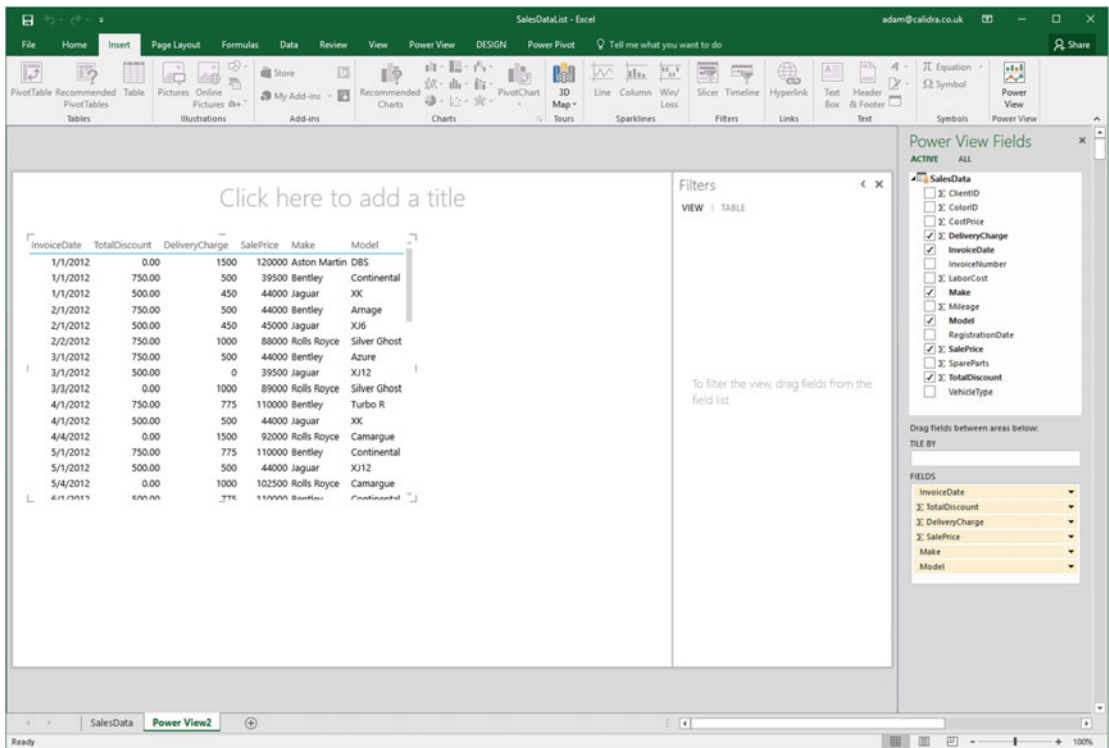 SalesDataList - Excel
adam@calidra.co.uk
File Home Insert Page Layout Formulas Data Review View Power View DESIGN Power Pivot Tell me what you want to do Share
PivotTable Recommended PivotTables Table
Tables
Pictures Online Pictures
Illustrations
Store
My Add-ins
Add-ins
Recommended Charts PivotChart
Charts
3D Map
Tours
Line Column Win/Loss
Sparklines
Slicer Timeline
Filters
Hyperlink
Links
Text Box Header & Footer
Text
π Equation
Ω Symbol
Symbols
Power View
Power View
Click here to add a title
InvoiceDate TotalDiscount DeliveryCharge SalePrice Make Model
1/1/2012 0.00 1500 120000 Aston Martin DBS
1/1/2012 750.00 500 39500 Bentley Continental
1/1/2012 500.00 450 44000 Jaguar XK
2/1/2012 750.00 500 44000 Bentley Arnage
2/1/2012 500.00 450 45000 Jaguar XJ6
2/2/2012 750.00 1000 88000 Rolls Royce Silver Ghost
3/1/2012 750.00 500 44000 Bentley Azure
3/1/2012 500.00 0 39500 Jaguar XJ12
3/3/2012 0.00 1000 89000 Rolls Royce Silver Ghost
4/1/2012 750.00 775 110000 Bentley Turbo R
4/1/2012 500.00 500 44000 Jaguar XK
4/4/2012 0.00 1500 92000 Rolls Royce Camargue
5/1/2012 750.00 775 110000 Bentley Continental
5/1/2012 500.00 500 44000 Jaguar XJ12
5/4/2012 0.00 1000 102500 Rolls Royce Camargue
6/1/2012 500.00 775 110000 Bentley Continental
Filters
VIEW | TABLE
To filter the view, drag fields from the
field list.
Power View Fields
ACTIVE ALL
SalesData
Σ ClientID
Σ ColorID
Σ CostPrice
Σ DeliveryCharge
InvoiceDate
InvoiceNumber
Σ LaborCost
Make
Σ Mileage
Model
RegistrationDate
Σ SalePrice
Σ SpareParts
Σ TotalDiscount
VehicleType
Drag fields between areas below:
TILE BY
FIELDS
InvoiceDate
Σ TotalDiscount
Σ DeliveryCharge
Σ SalePrice
Make
Model
SalesData Power View2
Ready
100%